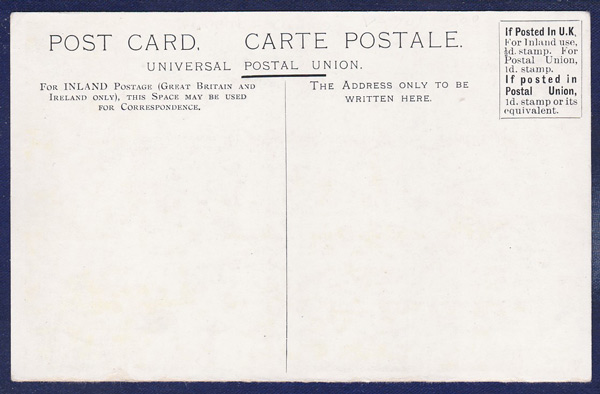 POST CARD. CARTE POSTALE.
UNIVERSAL POSTAL UNION.
FOR INLAND POSTAGE (GREAT BRITAIN AND
IRELAND ONLY), THIS SPACE MAY BE USED
FOR CORRESPONDENCE.
THE ADDRESS ONLY TO BE
WRITTEN HERE.
If Posted In U.K.
For Inland use,
½d. stamp. For
Postal Union,
1d. stamp.
If posted in
Postal Union,
1d. stamp or its
equivalent.